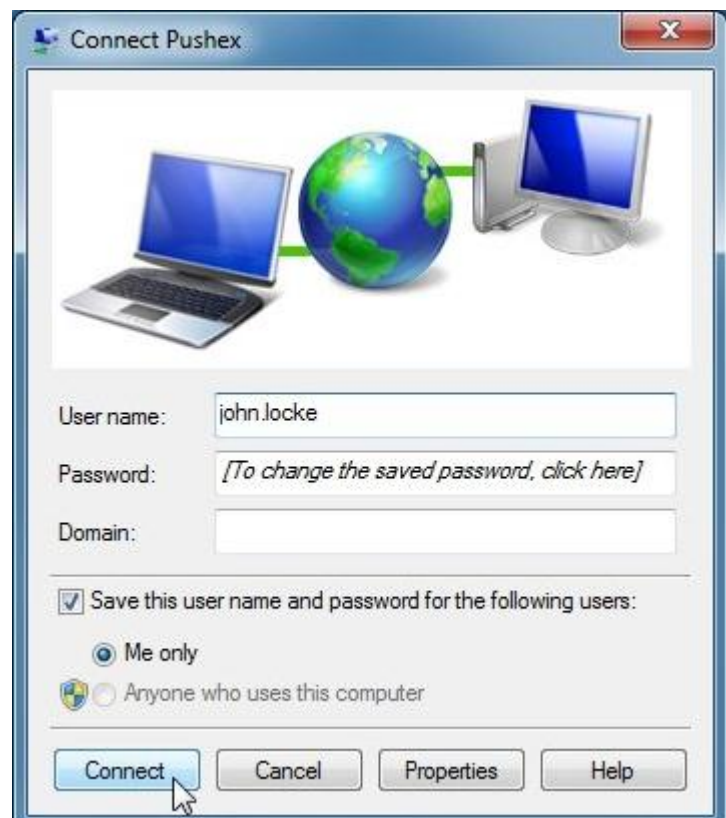 Connect Pushex
User name:
john.locke
Password:
[To change the saved password, click here]
Domain:
Save this user name and password for the following users:
Me only
Anyone who uses this computer
Connect
Cancel
Properties
Help